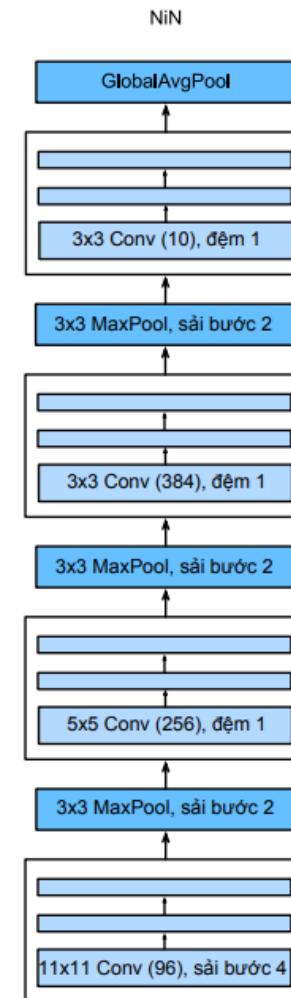 NiN
GlobalAvgPool
3x3 Conv (10), đệm 1
3x3 MaxPool, sải bước 2
3x3 Conv (384), đệm 1
3x3 MaxPool, sải bước 2
5x5 Conv (256), đệm 1
3x3 MaxPool, sải bước 2
11x11 Conv (96), sải bước 4